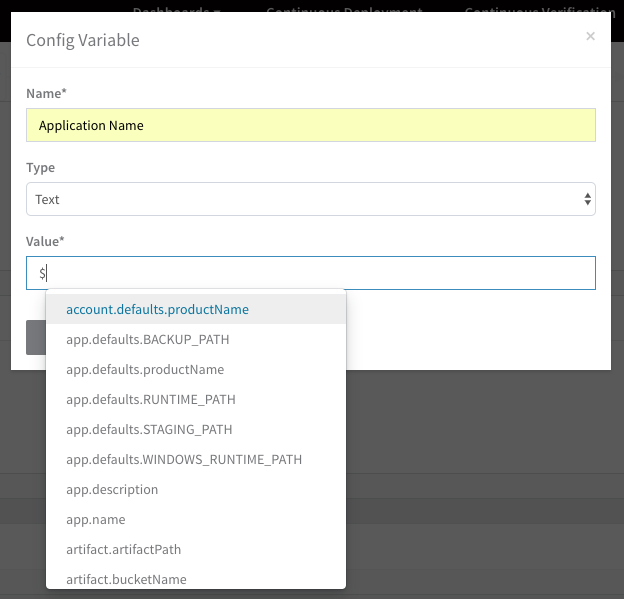 Dashboards Continuous Deployment Continuous Verification
Config Variable ×
Name*
Application Name
Type
Text
Value*
$
account.defaults.productName
app.defaults.BACKUP_PATH
app.defaults.productName
app.defaults.RUNTIME_PATH
app.defaults.STAGING_PATH
app.defaults.WINDOWS_RUNTIME_PATH
app.description
app.name
artifact.artifactPath
artifact.bucketName